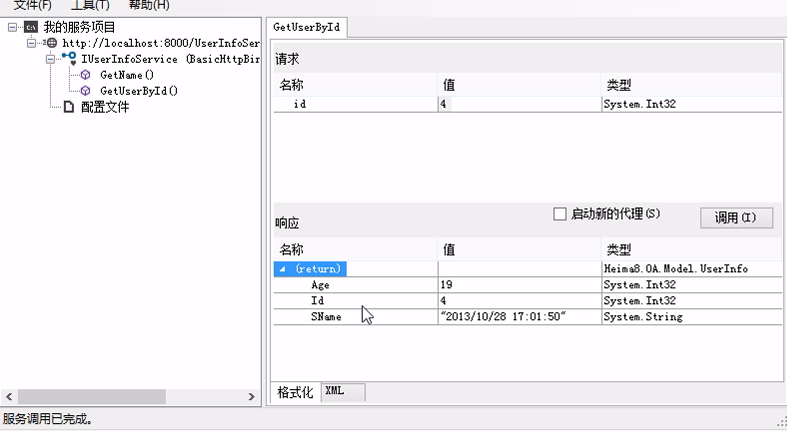 文件(F) 工具(T) 帮助(H)
我的服务项目
http://localhost:8000/UserInfoSer
IUserInfoService (BasicHttpBin
GetName()
GetUserById()
配置文件
GetUserById
请求
名称 值 类型
id 4 System.Int32
启动新的代理(S) 调用(I)
响应
名称 值 类型
(return) Heima8.OA.Model.UserInfo
Age 19 System.Int32
Id 4 System.Int32
SName "2013/10/28 17:01:50" System.String
格式化 XML
服务调用已完成。